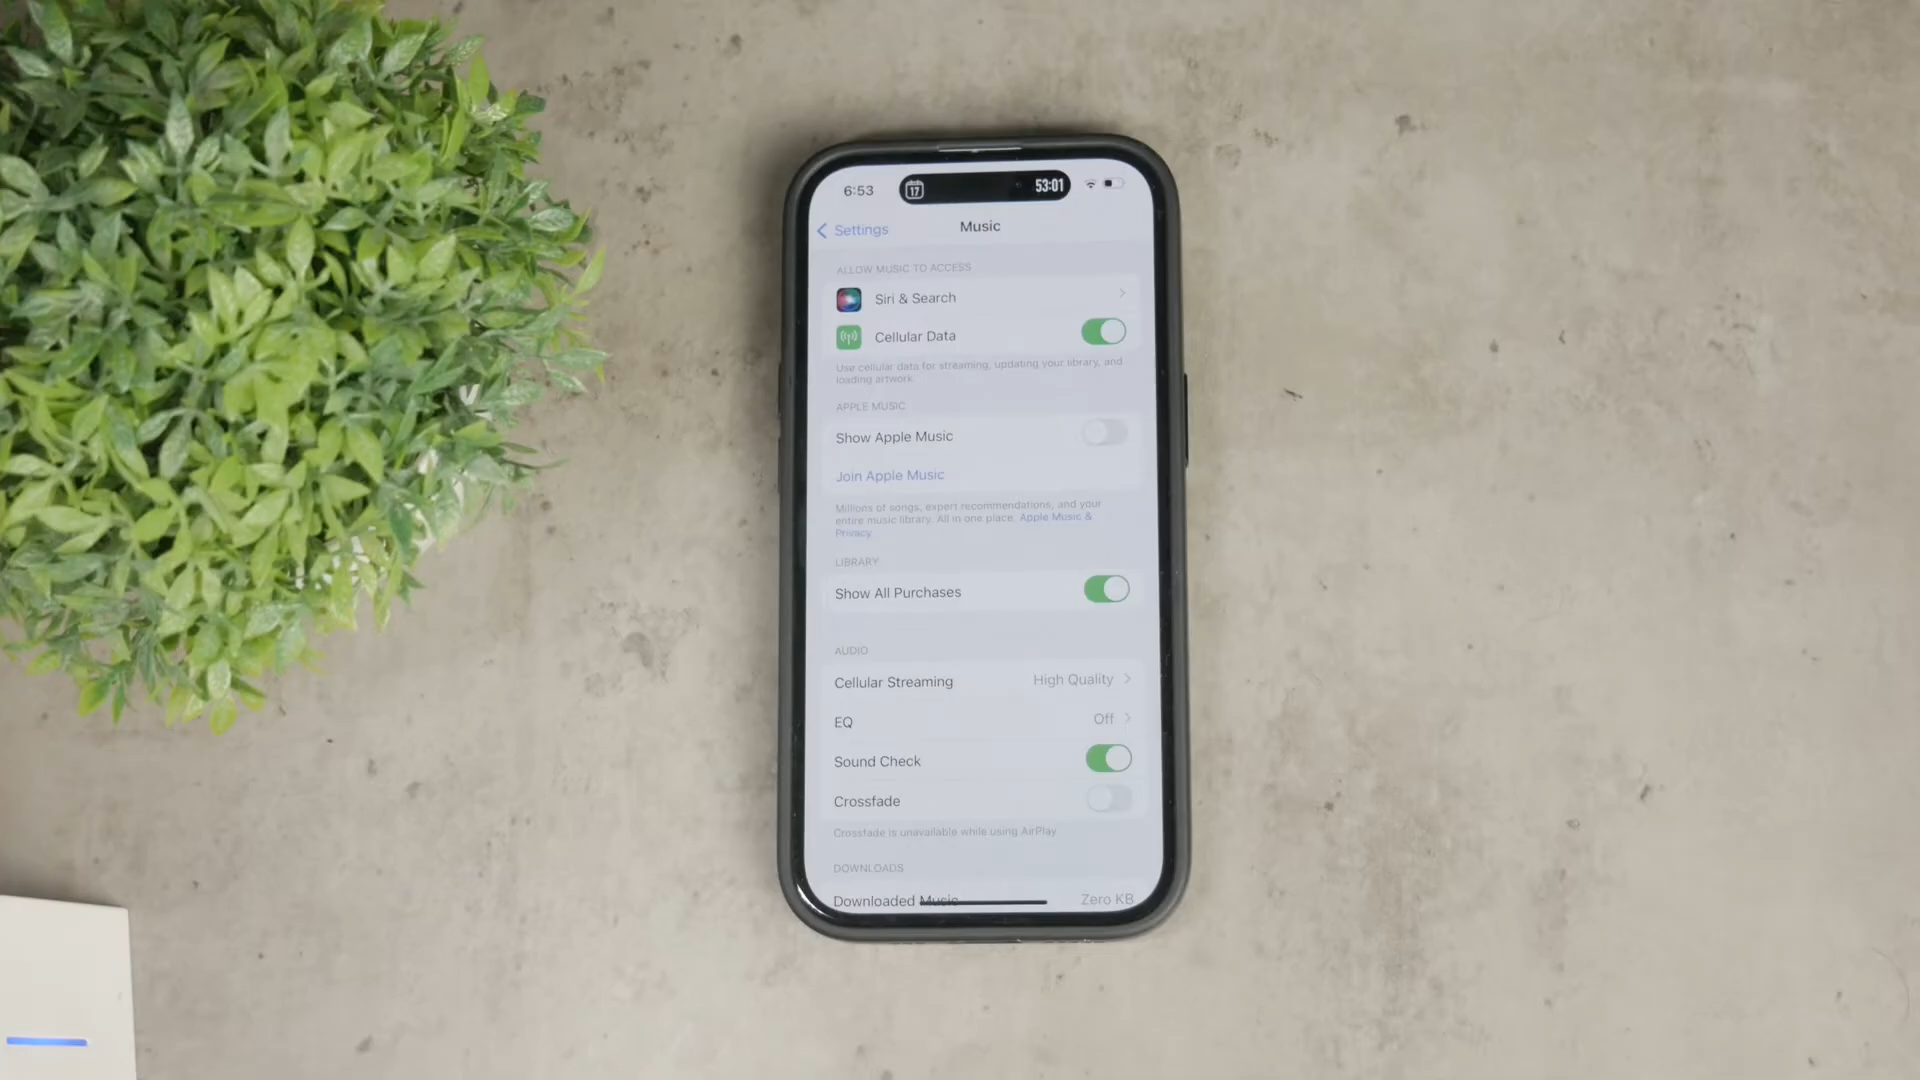 6:53
17
53:01
Settings
Music
ALLOW MUSIC TO ACCESS
Siri & Search
Cellular Data
Use cellular data for streaming, updating your library, and
loading artwork.
APPLE MUSIC
Show Apple Music
Join Apple Music
Millions of songs, expert recommendations, and your
entire music library. All in one place. Apple Music &
Privacy
LIBRARY
Show All Purchases
AUDIO
Cellular Streaming High Quality
EQ Off
Sound Check
Crossfade
Crossfade is unavailable while using AirPlay
DOWNLOADS
Downloaded Music Zero KB